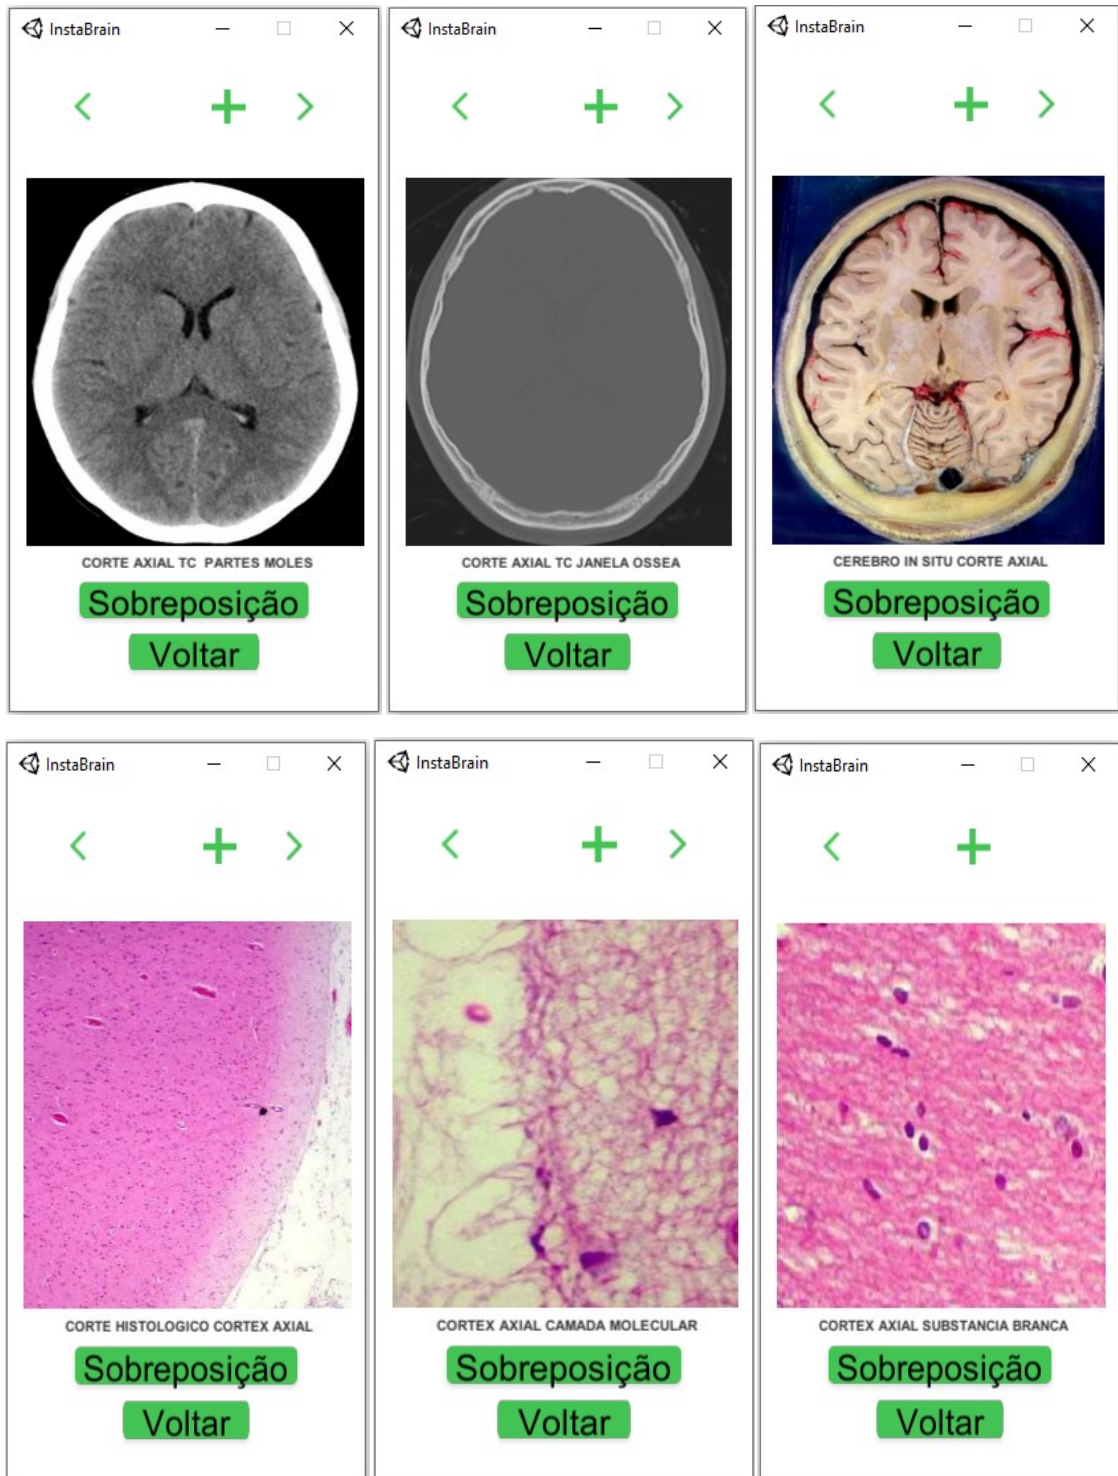 InstaBrain
CORTE AXIAL TC PARTES MOLES
Sobreposição
Voltar
InstaBrain
CORTE AXIAL TC JANELA OSSEA
Sobreposição
Voltar
InstaBrain
CEREBRO IN SITU CORTE AXIAL
Sobreposição
Voltar
InstaBrain
CORTE HISTOLOGICO CORTEX AXIAL
Sobreposição
Voltar
InstaBrain
CORTEX AXIAL CAMADA MOLECULAR
Sobreposição
Voltar
InstaBrain
CORTEX AXIAL SUBSTANCIA BRANCA
Sobreposição
Voltar